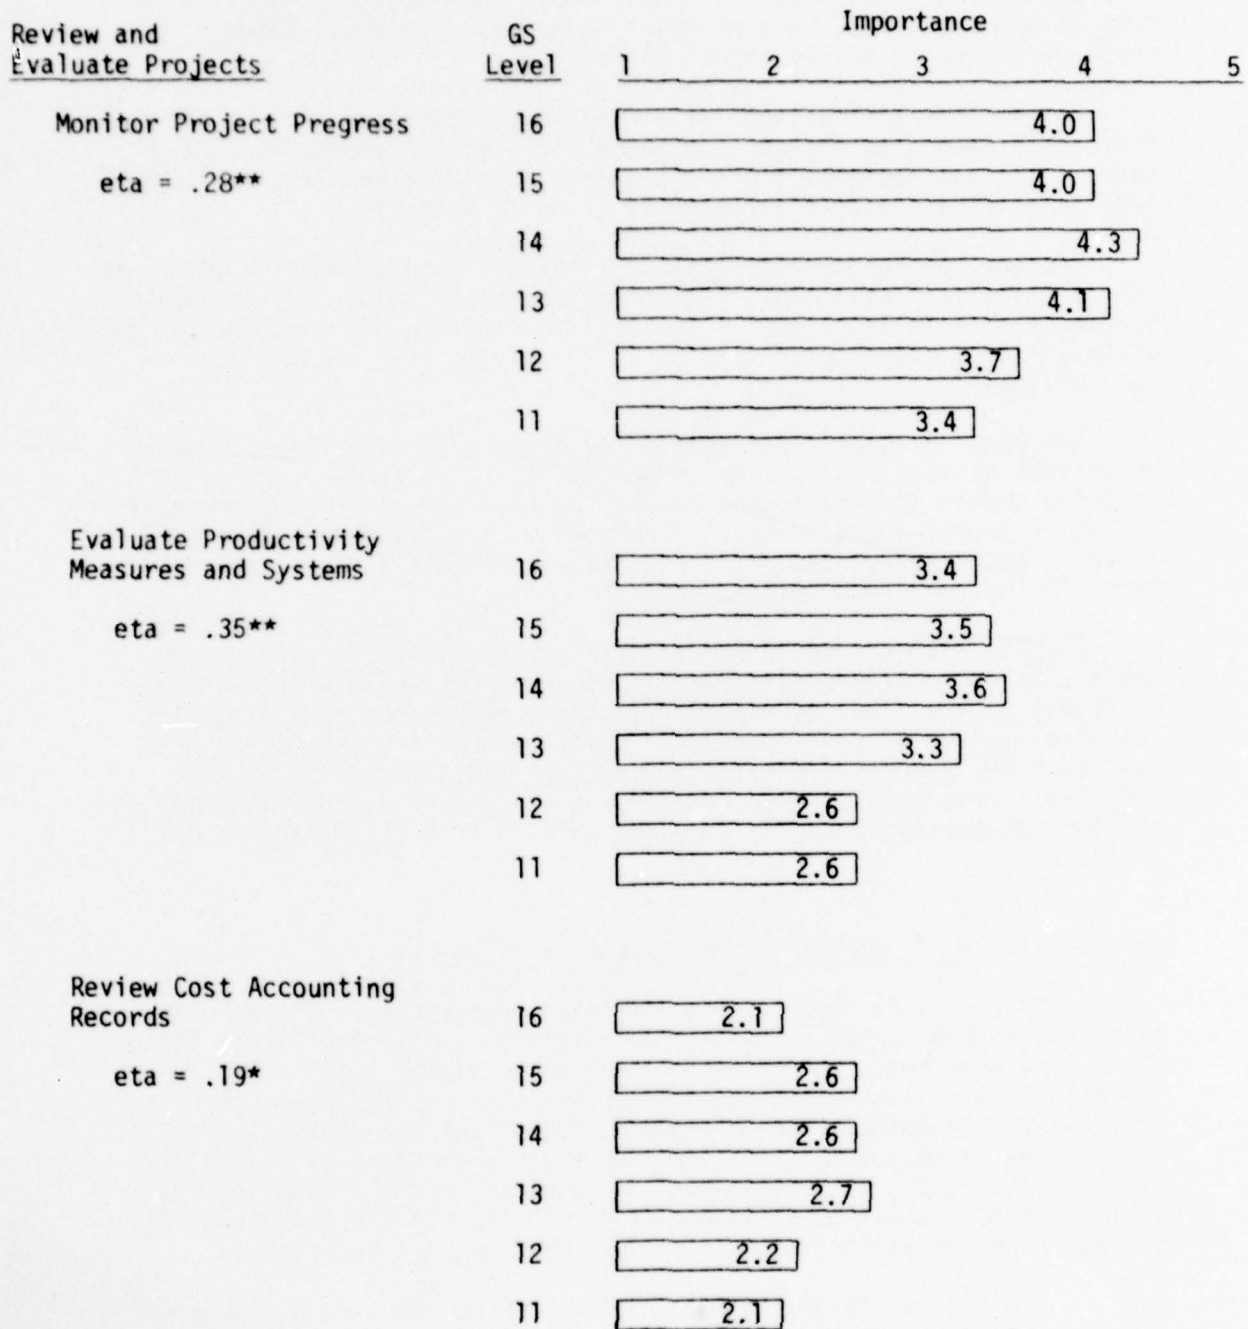 Importance
Review and GS
Evaluate Projects Level 1 2 3 4 5
Monitor Project Pregress 16 4.0
eta = .28** 15 4.0
14 4.3
13 4.1
12 3.7
11 3.4
Evaluate Productivity
Measures and Systems 16 3.4
eta = .35** 15 3.5
14 3.6
13 3.3
12 2.6
11 2.6
Review Cost Accounting
Records 16 2.1
eta = .19* 15 2.6
14 2.6
13 2.7
12 2.2
11 2.1